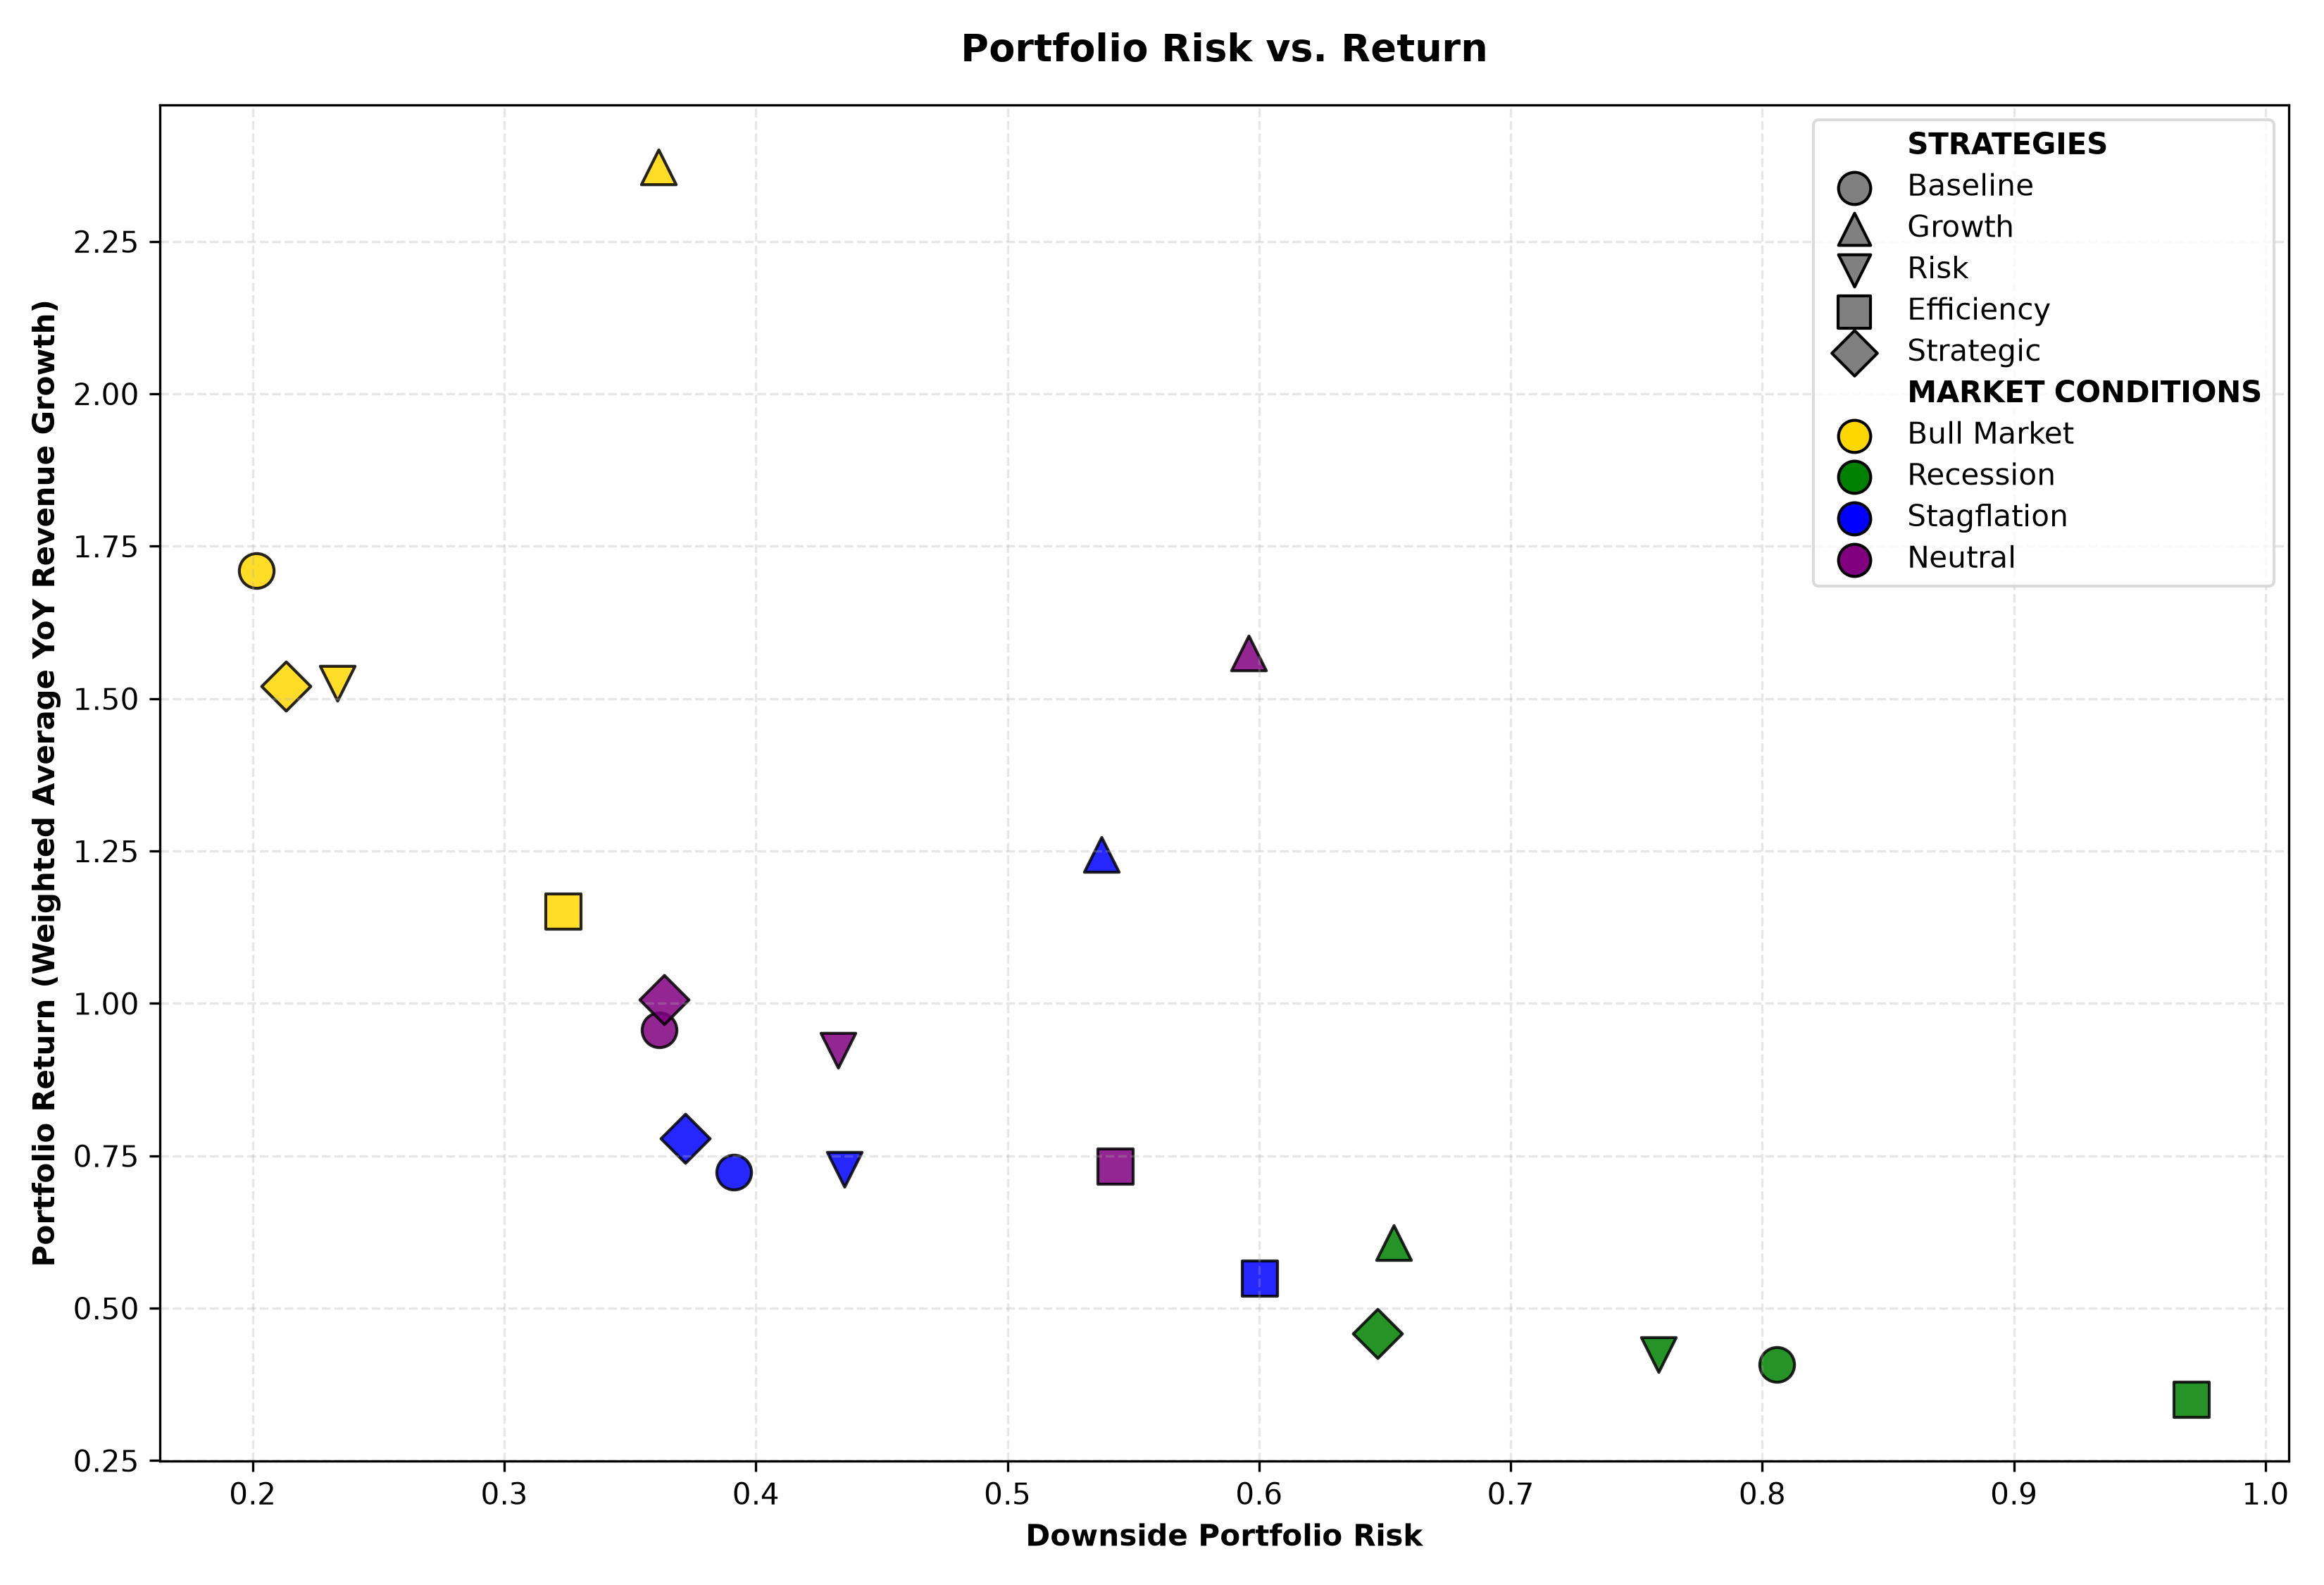 Portfolio Risk vs. Return
Portfolio Return (Weighted Average YoY Revenue Growth)
2.25
2.00
1.75
1.50
1.25
1.00
0.75
0.50
0.25
STRATEGIES
Baseline
Growth
Risk
Efficiency
Strategic
MARKET CONDITIONS
Bull Market
Recession
Stagflation
Neutral
0.2 0.3 0.4 0.5 0.6 0.7 0.8 0.9 1.0
Downside Portfolio Risk